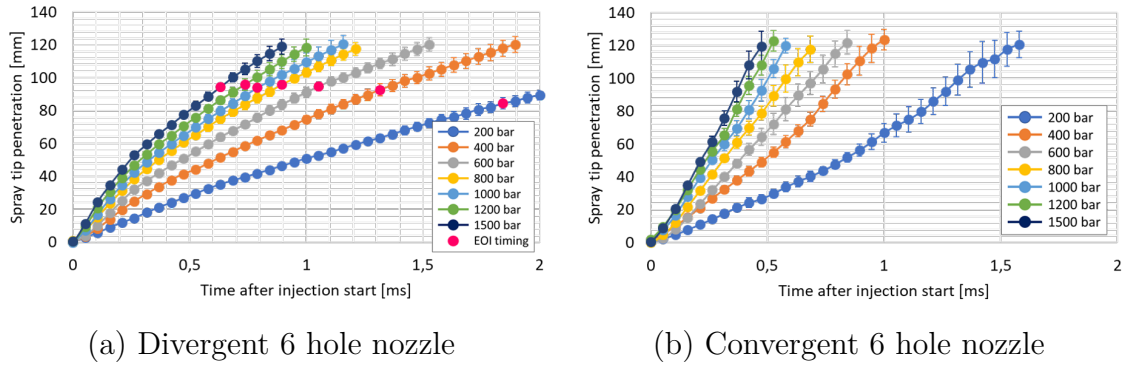 140
120
100
80
60
40
20
0
Spray tip penetration [mm]
200 bar
400 bar
600 bar
800 bar
1000 bar
1200 bar
1500 bar
EOI timing
0
0,5
1
1,5
2
Time after injection start [ms]
(a) Divergent 6 hole nozzle
140
120
100
80
60
40
20
0
Spray tip penetration [mm]
200 bar
400 bar
600 bar
800 bar
1000 bar
1200 bar
1500 bar
0
0,5
1
1,5
2
Time after injection start [ms]
(b) Convergent 6 hole nozzle